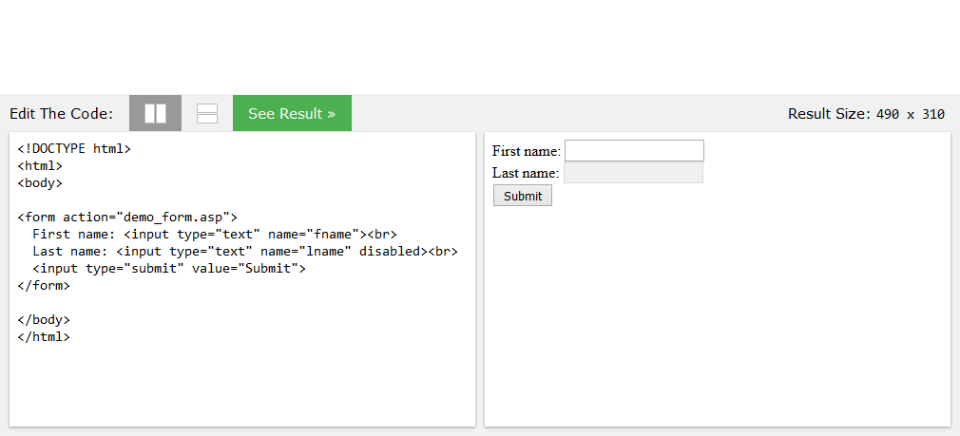 Edit The Code: See Result » Result Size: 490 x 310
<!DOCTYPE html>
<html>
<body>
<form action="demo_form.asp">
First name: <input type="text" name="fname"><br>
Last name: <input type="text" name="lname" disabled><br>
<input type="submit" value="Submit">
</form>
</body>
</html>
First name:
Last name:
Submit